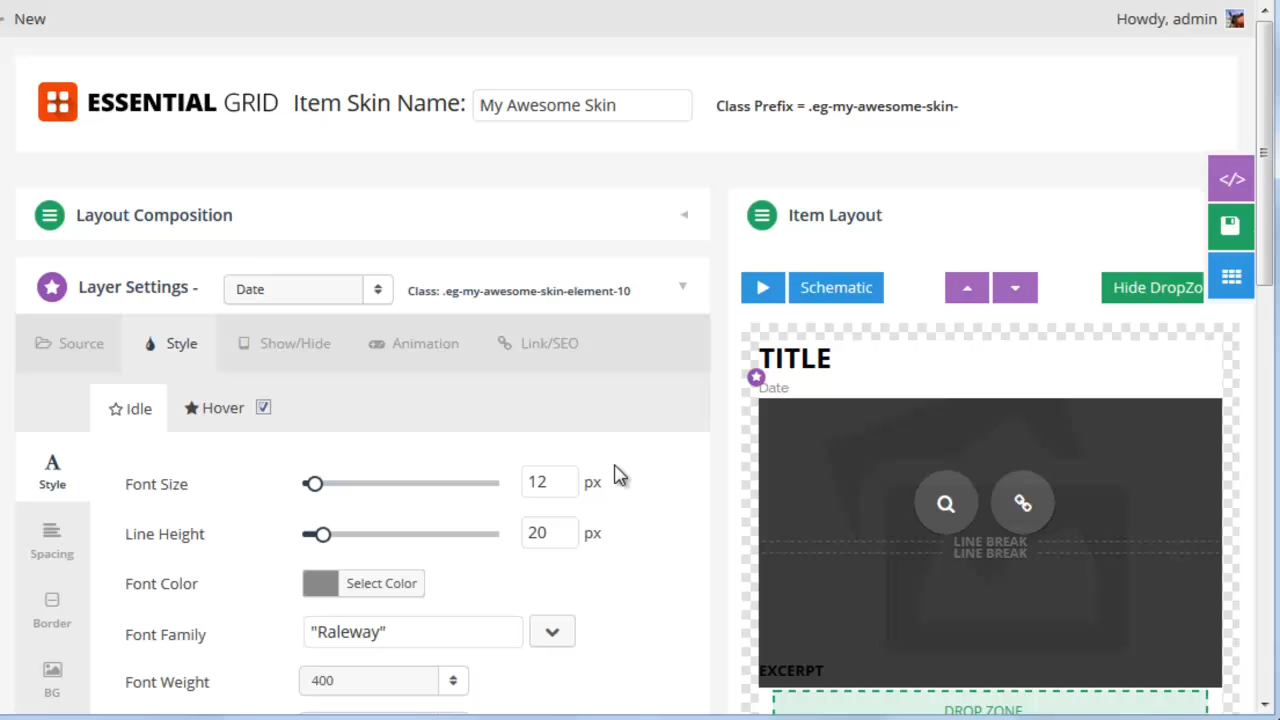 New
Howdy, admin
ESSENTIAL GRID Item Skin Name: My Awesome Skin Class Prefix = .eg-my-awesome-skin-
</>
Layout Composition
Item Layout
Layer Settings - Date Class: .eg-my-awesome-skin-element-10
Schematic
Hide DropZo
Source Style Show/Hide Animation Link/SEO
Idle Hover
A
Style
Spacing
Border
BG
Font Size 12 px
Line Height 20 px
Font Color Select Color
Font Family "Raleway"
Font Weight 400
TITLE
Date
LINE BREAK
LINE BREAK
EXCERPT
DROP ZONE